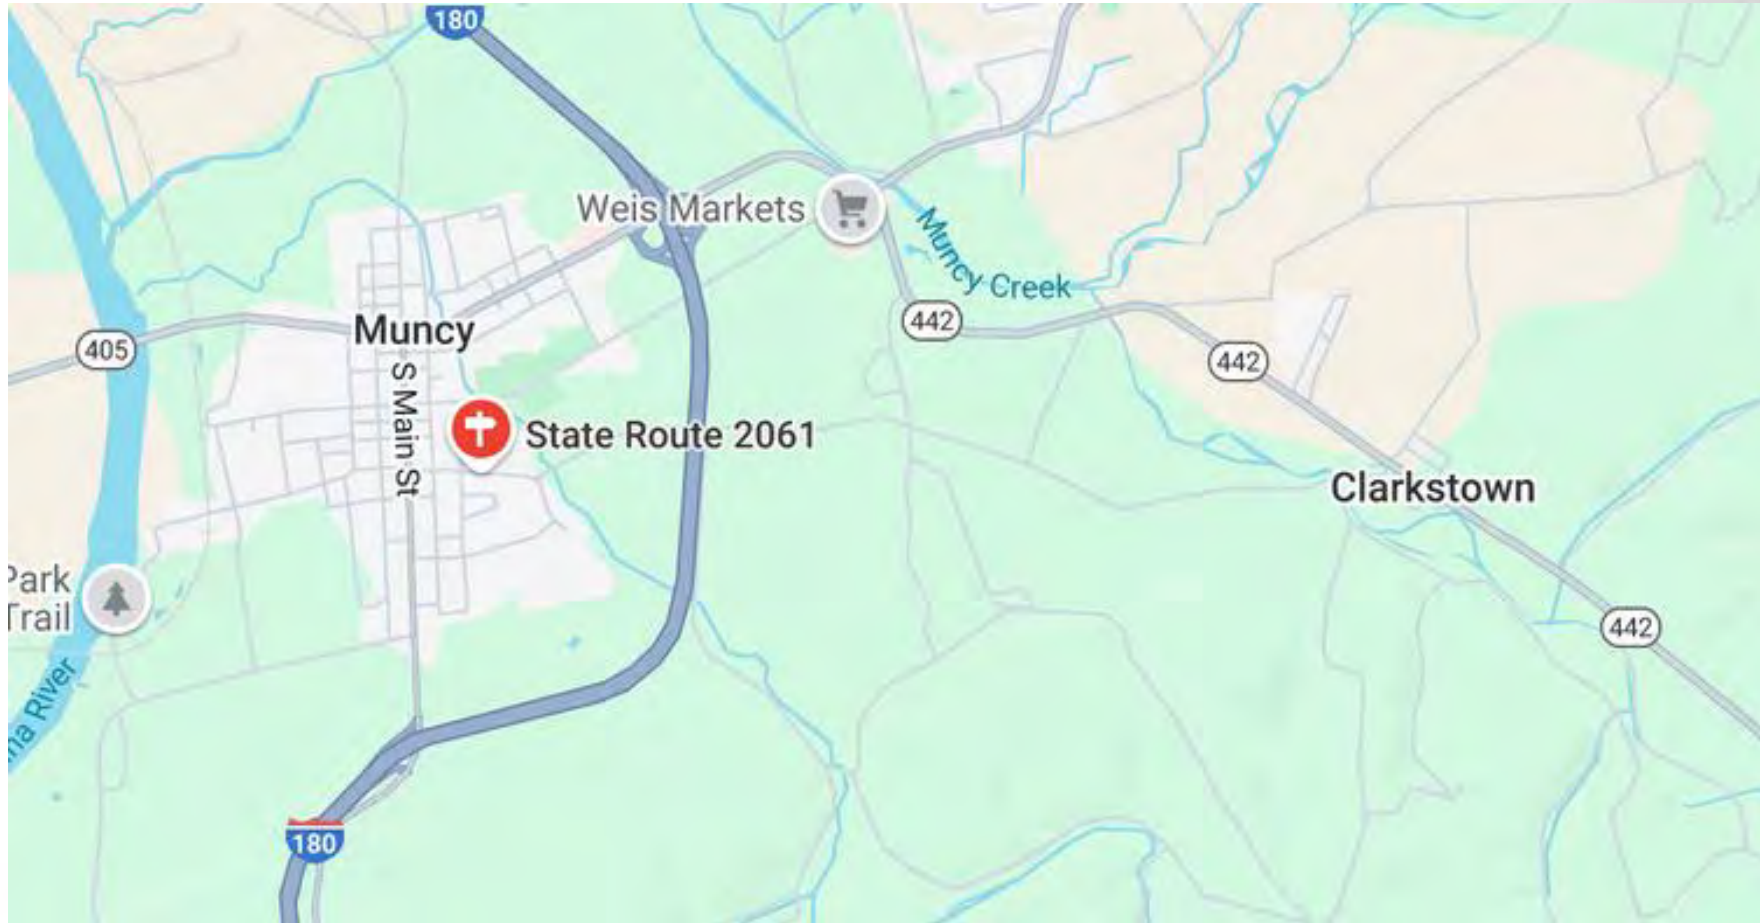 180
Weis Markets
Muncy Creek
Muncy
405
442
442
S Main St
State Route 2061
Clarkstown
Park
Trail
442
na River
180